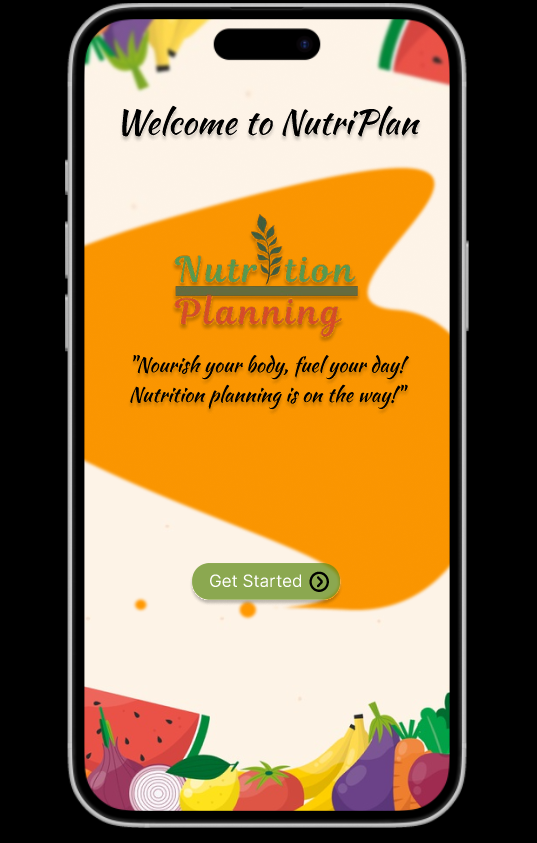 Welcome to NutriPlan
Nutrition
Planning
"Nourish your body, fuel your day!
Nutrition planning is on the way!"
Get Started